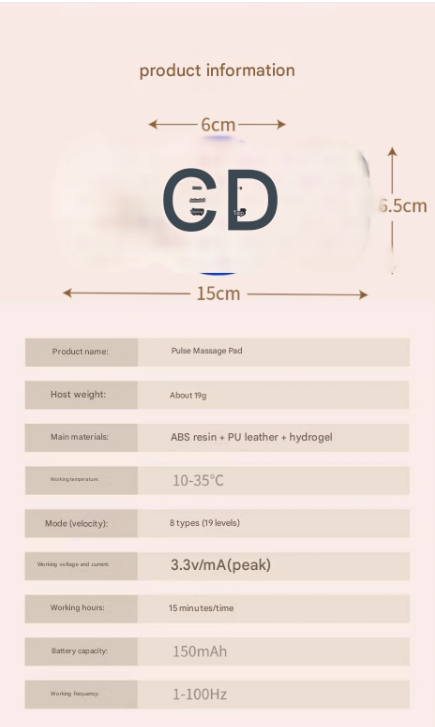 product information
6cm
CD
6.5cm
15cm
Product name: Pulse Massage Pad
Host weight: About 19g
Main materials: ABS resin + PU leather + hydrogel
Working temperature: 10-35°C
Mode (velocity): 8 types (19 levels)
Working voltage and current: 3.3v/mA(peak)
Working hours: 15 minutes/time
Battery capacity: 150mAh
Working frequency: 1-100Hz